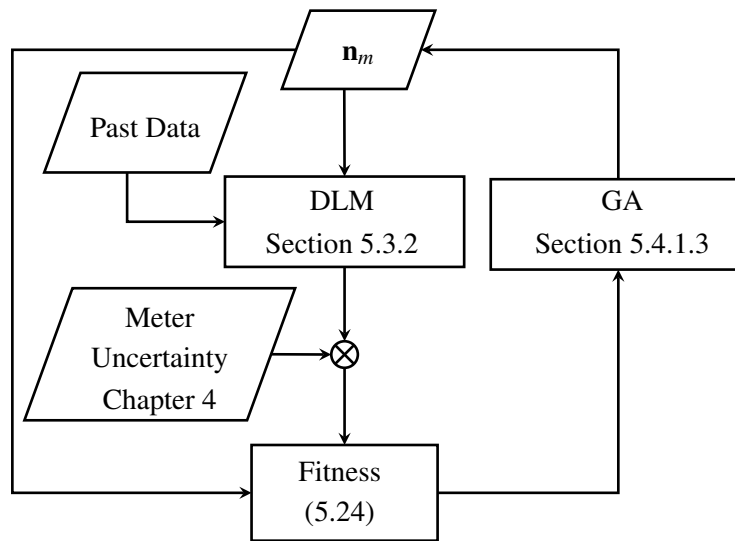 n_m
Past Data
DLM
Section 5.3.2
GA
Section 5.4.1.3
Meter
Uncertainty
Chapter 4
Fitness
(5.24)